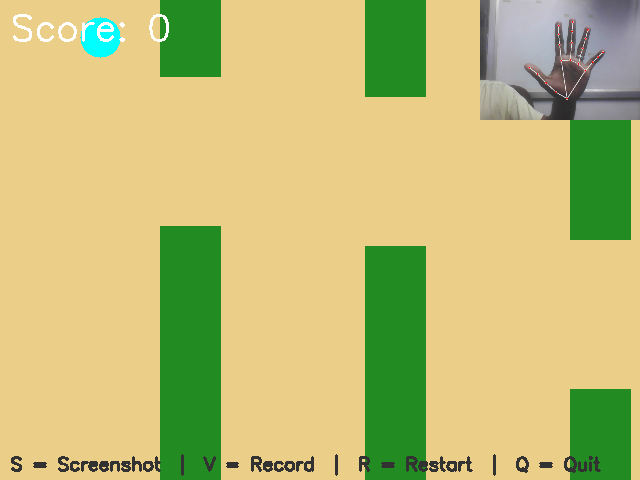 Score: 0
S = Screenshot | V = Record | R = Restart | Q = Quit